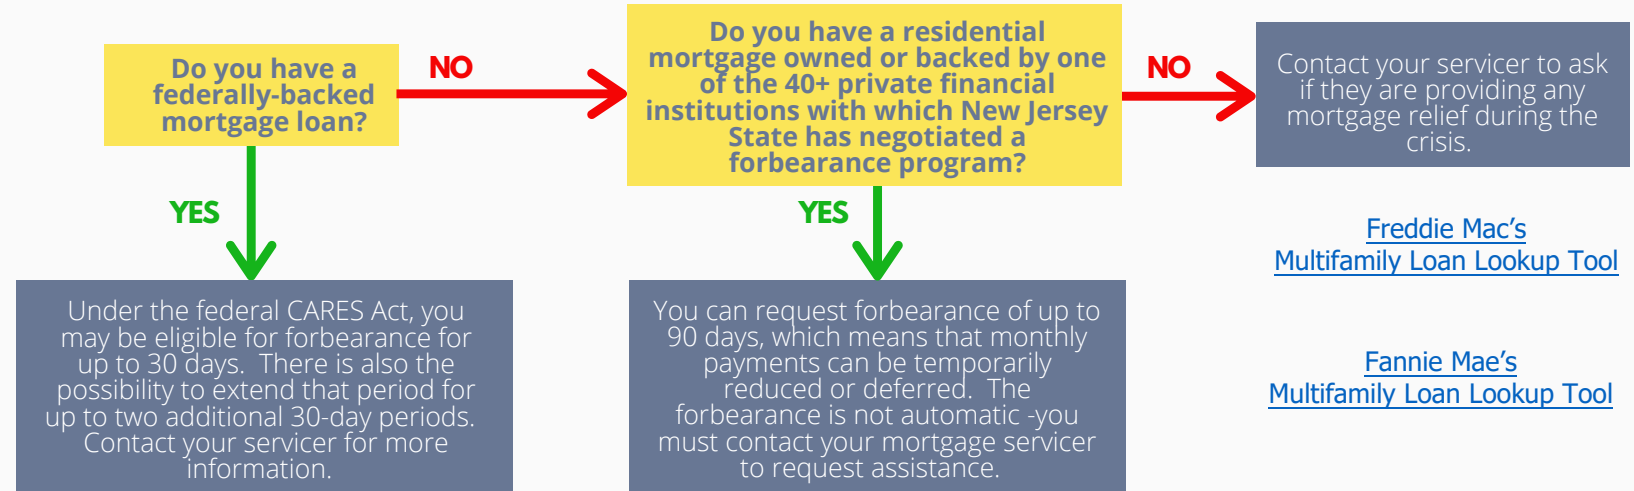 Do you have a
federally-backed
mortgage loan?
NO
Do you have a residential
mortgage owned or backed by one
of the 40+ private financial
institutions with which New Jersey
State has negotiated a
forbearance program?
NO
Contact your servicer to ask
if they are providing any
mortgage relief during the
crisis.
YES
YES
Under the federal CARES Act, you
may be eligible for forbearance for
up to 30 days.  There is also the
possibility to extend that period for
up to two additional 30-day periods.
Contact your servicer for more
information.
You can request forbearance of up to
90 days, which means that monthly
payments can be temporarily
reduced or deferred.  The
forbearance is not automatic -you
must contact your mortgage servicer
to request assistance.
Freddie Mac’s
Multifamily Loan Lookup Tool
Fannie Mae’s
Multifamily Loan Lookup Tool